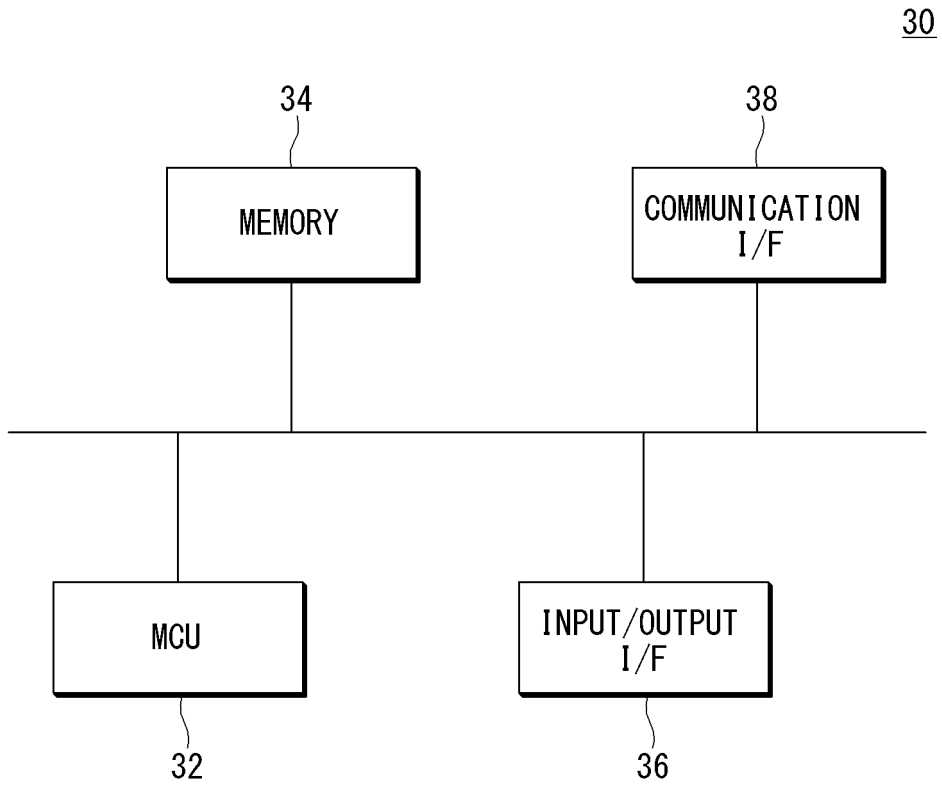 30
34
38
MEMORY
COMMUNICATION
I/F
MCU
INPUT/OUTPUT
I/F
32
36